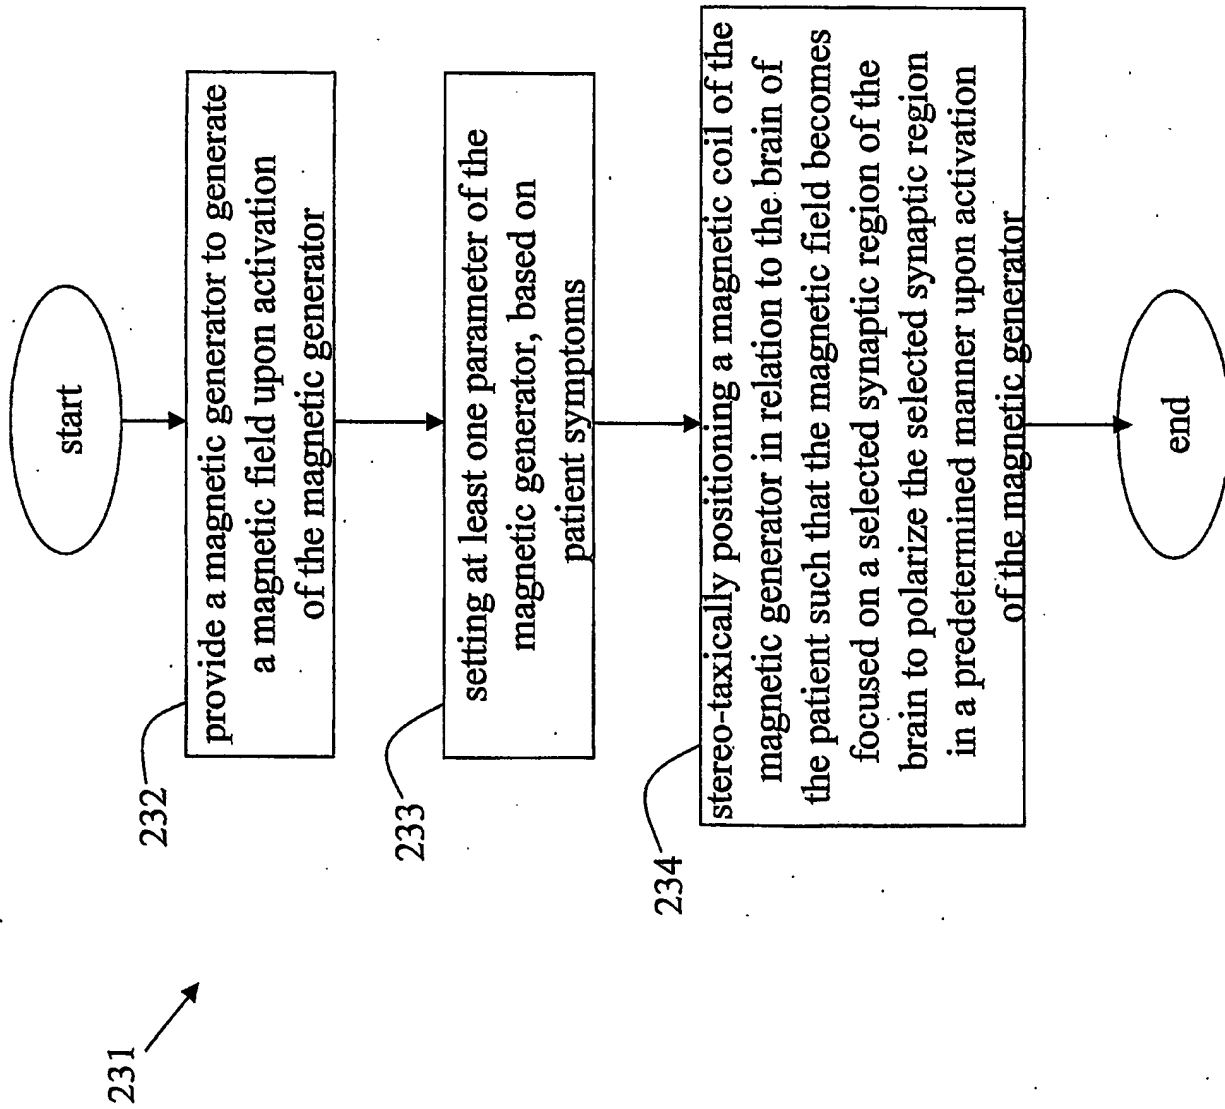 231
start
232
provide a magnetic generator to generate
a magnetic field upon activation
of the magnetic generator
233
setting at least one parameter of the
magnetic generator, based on
patient symptoms
234
stereo-taxically positioning a magnetic coil of the
magnetic generator in relation to the brain of
the patient such that the magnetic field becomes
focused on a selected synaptic region of the
brain to polarize the selected synaptic region
in a predetermined manner upon activation
of the magnetic generator
end